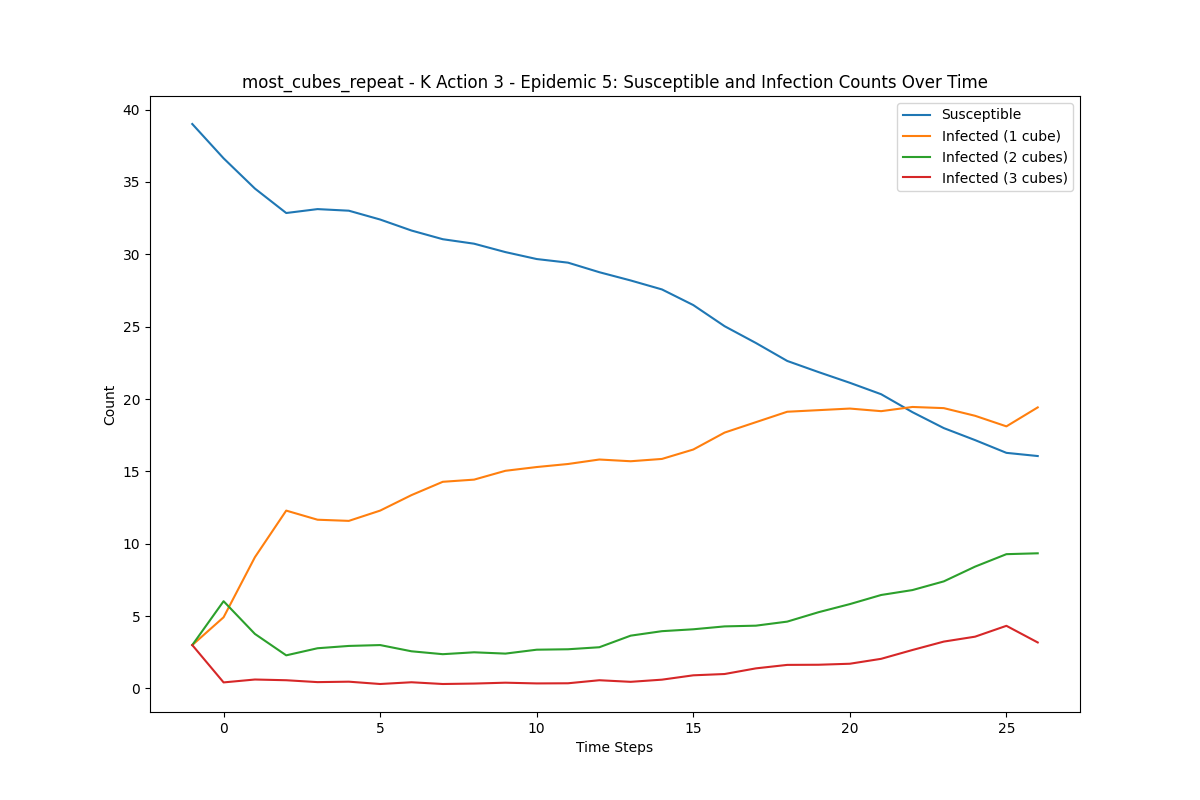 most_cubes_repeat - K Action 3 - Epidemic 5: Susceptible and Infection Counts Over Time
Susceptible
Infected (1 cube)
Infected (2 cubes)
Infected (3 cubes)
Count
40
35
30
25
20
15
10
5
0
0 5 10 15 20 25
Time Steps